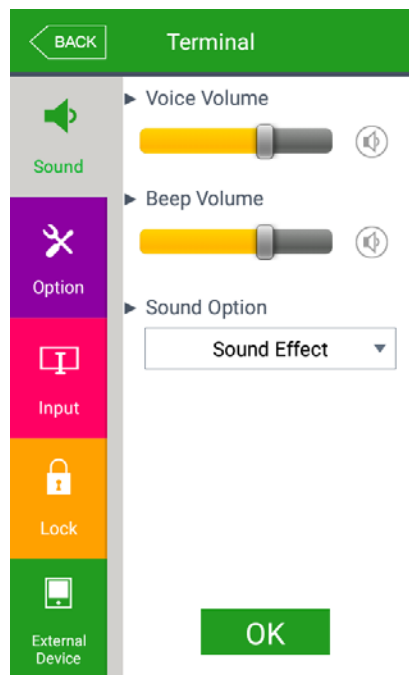 BACK
Terminal
Sound
Option
Input
Lock
External
Device
► Voice Volume
► Beep Volume
► Sound Option
Sound Effect
OK